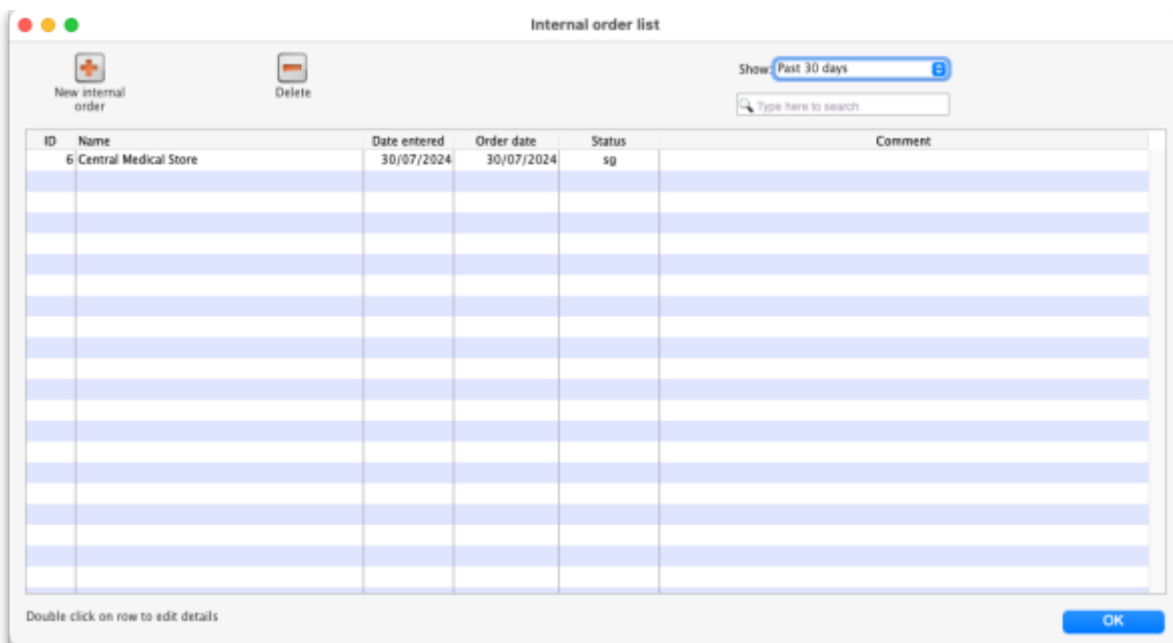 Internal order list
New internal
order
Delete
Show: Past 30 days
Type here to search
ID Name Date entered Order date Status Comment
6 Central Medical Store 30/07/2024 30/07/2024 sg
Double click on row to edit details
OK